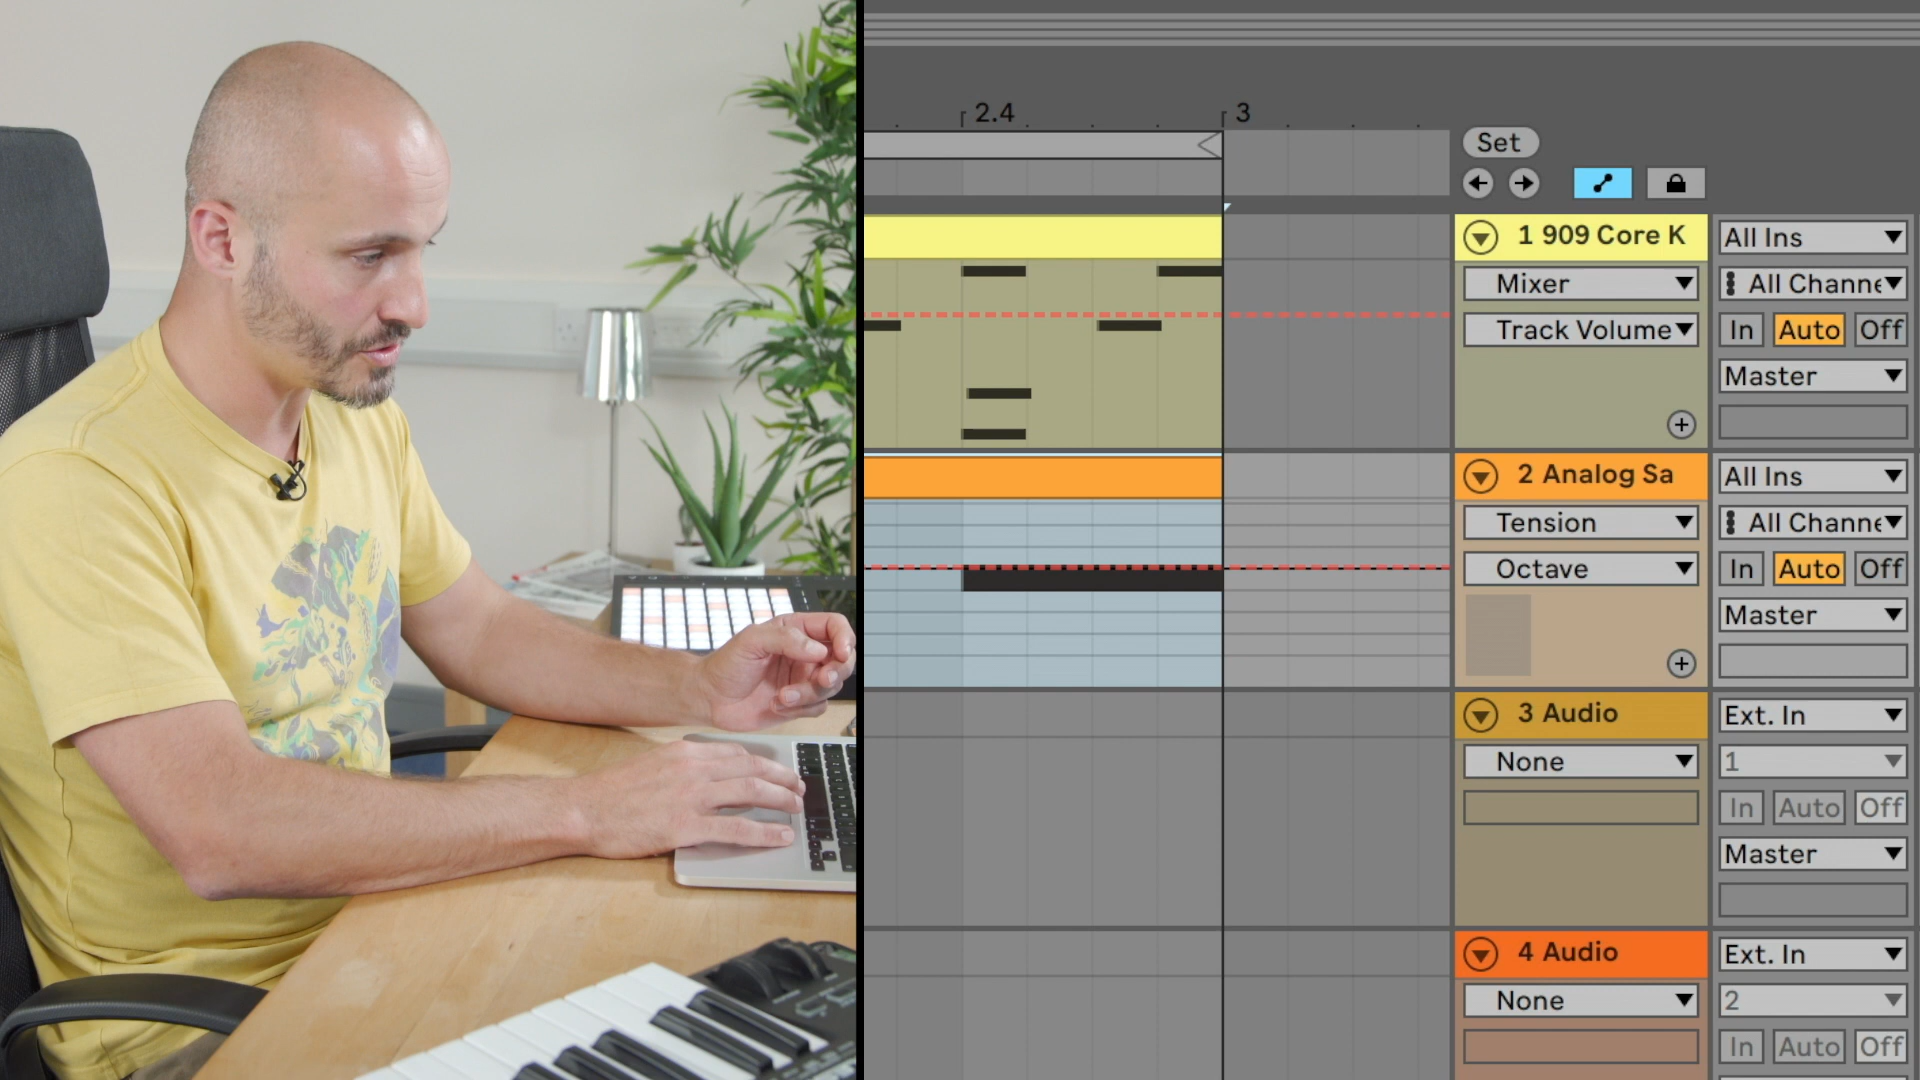 2.4
3
Set
1 909 Core K
All Ins
Mixer
All Channe
Track Volume
In
Auto
Off
Master
2 Analog Sa
All Ins
Tension
All Channe
Octave
In
Auto
Off
Master
3 Audio
Ext. In
None
1
In
Auto
Off
Master
4 Audio
Ext. In
None
2
In
Auto
Off